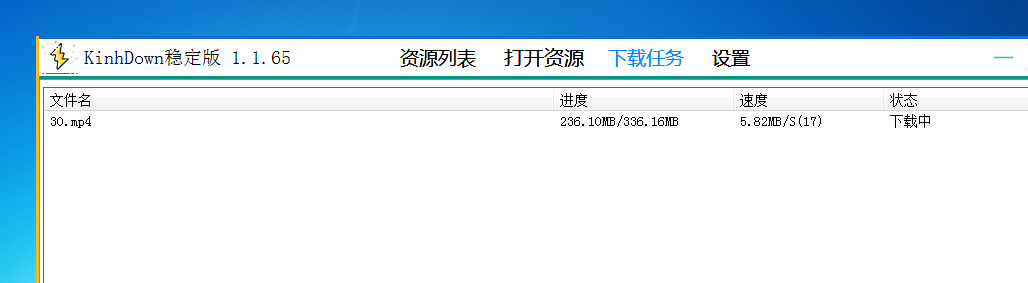 KinhDown稳定版 1.1.65 资源列表 打开资源 下载任务 设置
文件名 进度 速度 状态
30.mp4 236.10MB/336.16MB 5.82MB/S(17) 下载中